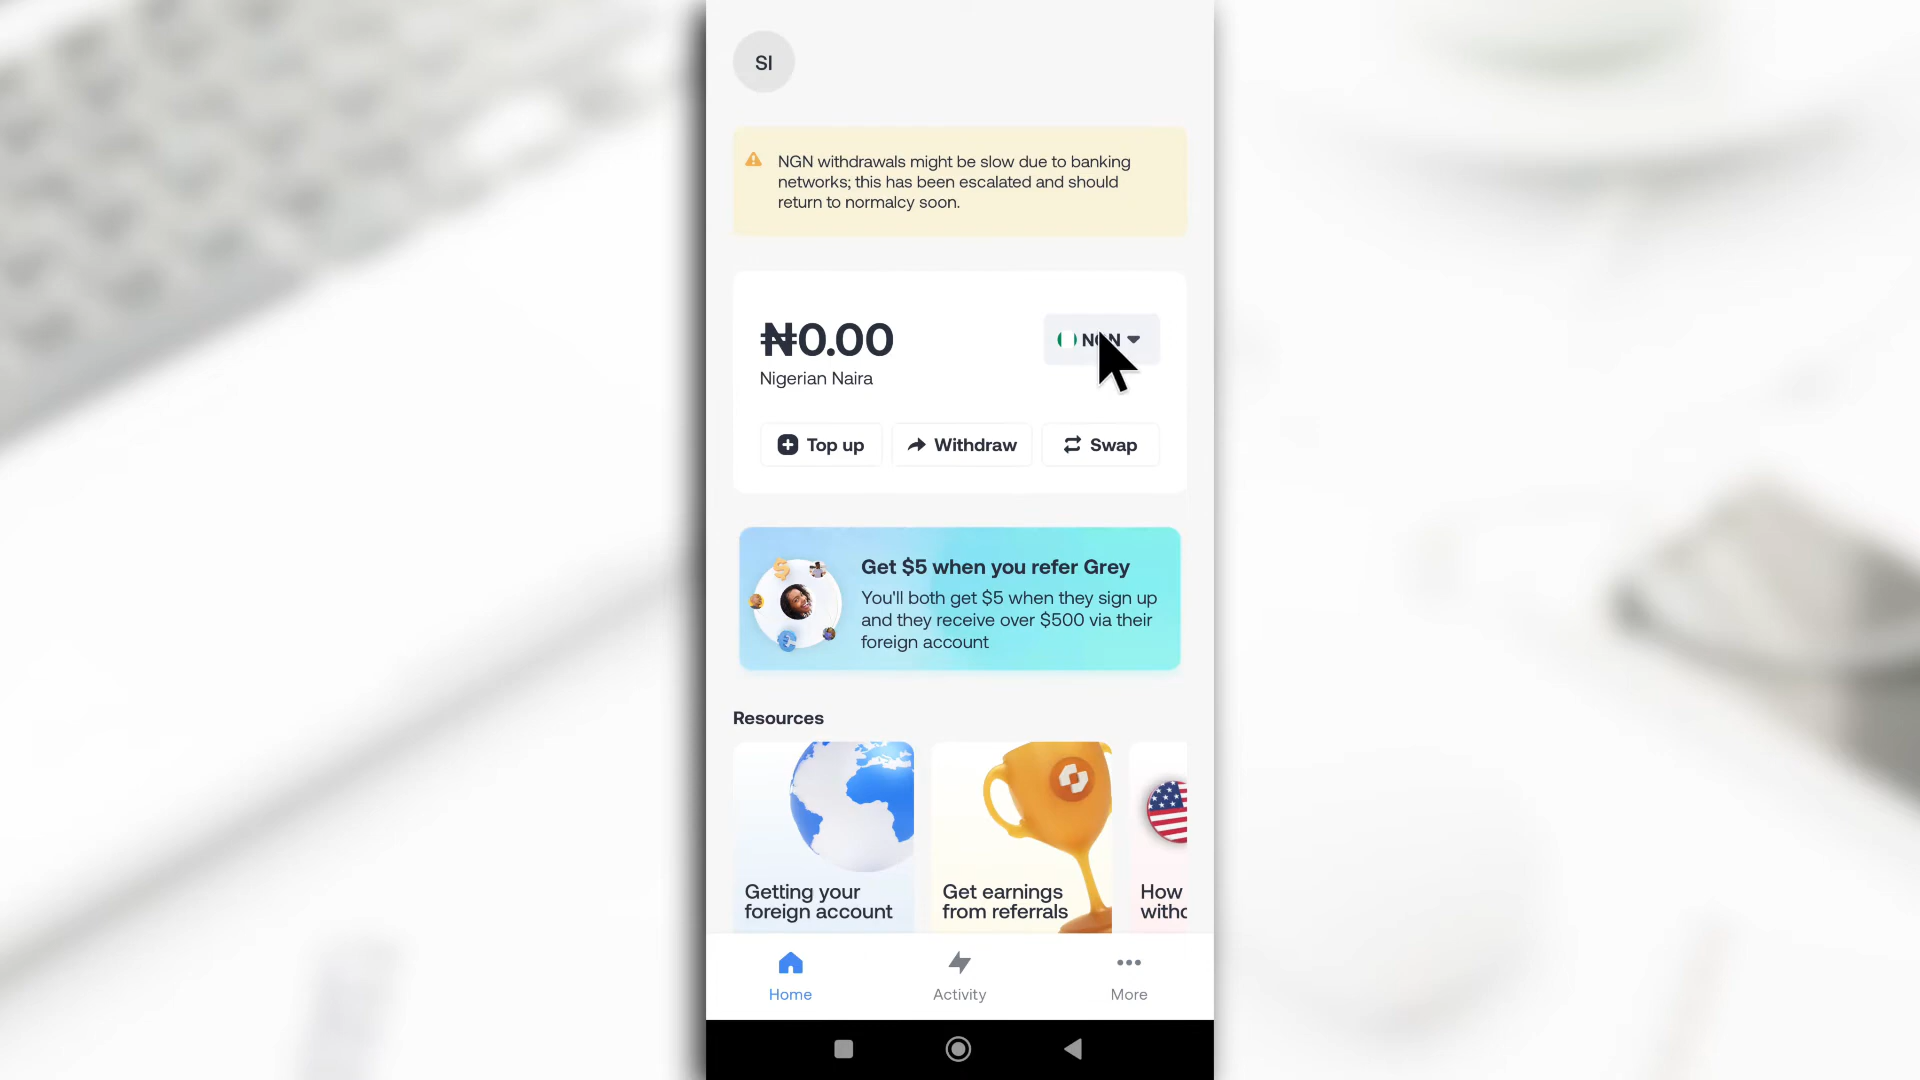 SI
NGN withdrawals might be slow due to banking
networks; this has been escalated and should
return to normalcy soon.
₦0.00
NGN
Nigerian Naira
Top up
Withdraw
Swap
Get $5 when you refer Grey
You'll both get $5 when they sign up
and they receive over $500 via their
foreign account
Resources
Getting your
foreign account
Get earnings
from referrals
How
Home
Activity
More